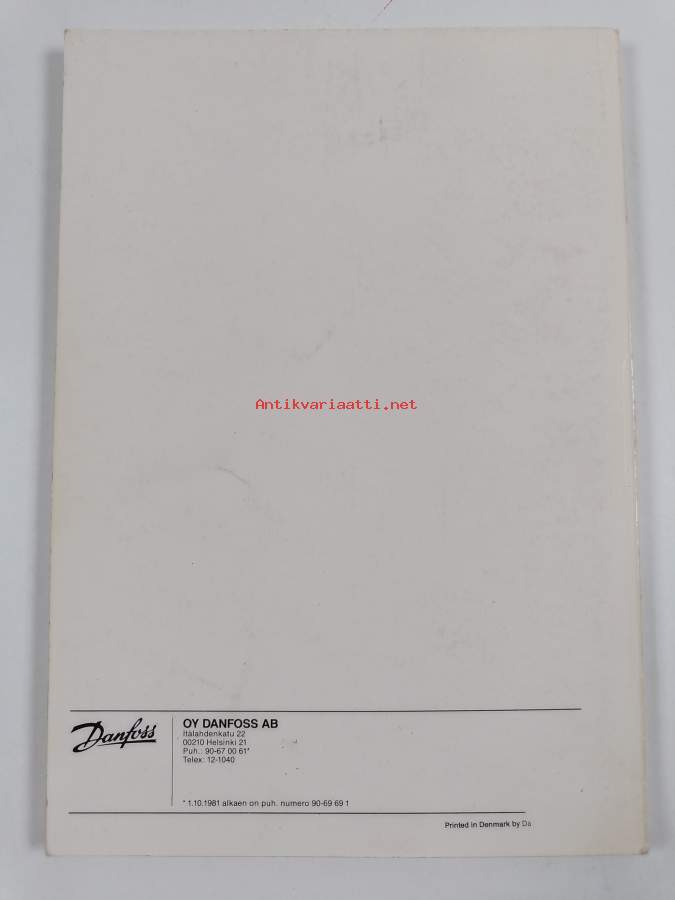 Antikvariaatti.net
Danfoss
OY DANFOSS AB
Itälahdenkatu 22
00210 Helsinki 21
Puh.: 90-67 00 61*
Telex: 12-1040
* 1.10.1981 alkaen on puh. numero 90-69 69 1
Printed in Denmark by Da